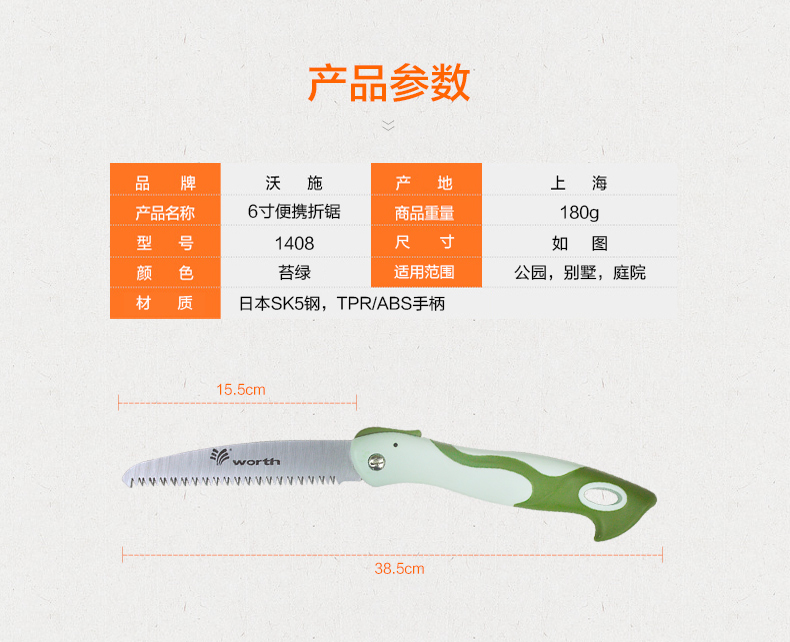 产品参数
品 牌 沃 施 产 地 上 海
产品名称 6寸便携折锯 商品重量 180g
型 号 1408 尺 寸 如 图
颜 色 苔绿 适用范围 公园，别墅，庭院
材 质 日本SK5钢，TPR/ABS手柄
15.5cm
worth
38.5cm